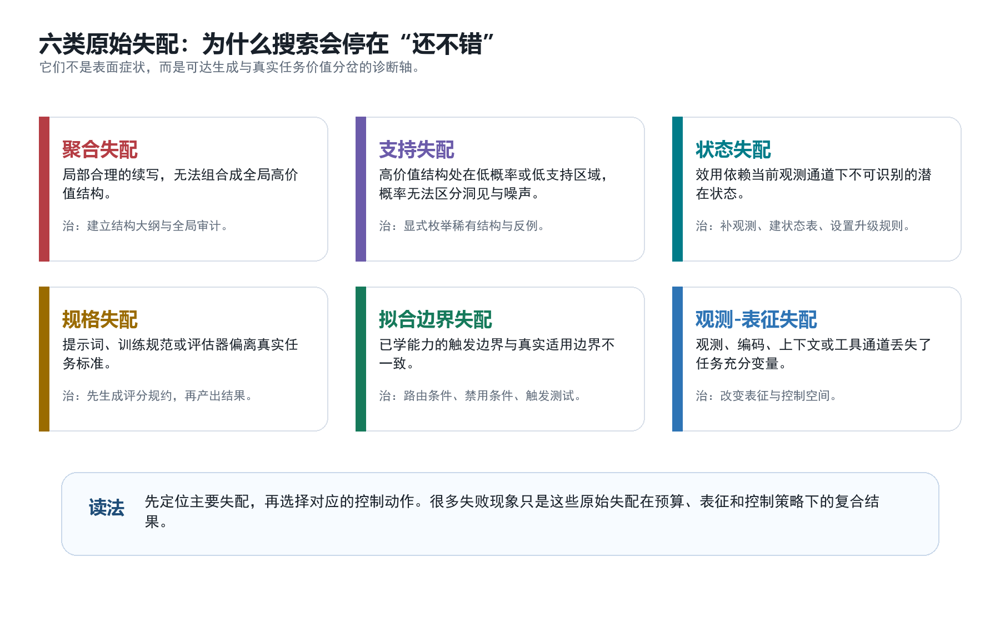 六类原始失配：为什么搜索会停在“还不错”
它们不是表面症状，而是可达生成与真实任务价值分岔的诊断轴。
聚合失配
局部合理的续写，无法组合成全局高价
值结构。
治：建立结构大纲与全局审计。
支持失配
高价值结构处在低概率或低支持区域，
概率无法区分洞见与噪声。
治：显式枚举稀有结构与反例。
状态失配
效用依赖当前观测通道下不可识别的潜
在状态。
治：补观测、建状态表、设置升级规则。
规格失配
提示词、训练规范或评估器偏离真实任
务标准。
治：先生成评分规约，再产出结果。
拟合边界失配
已学能力的触发边界与真实适用边界不
一致。
治：路由条件、禁用条件、触发测试。
观测-表征失配
观测、编码、上下文或工具通道丢失了
任务充分变量。
治：改变表征与控制空间。
读法
先定位主要失配，再选择对应的控制动作。很多失败现象只是这些原始失配在预算、表征和控制策略下的复合结
果。